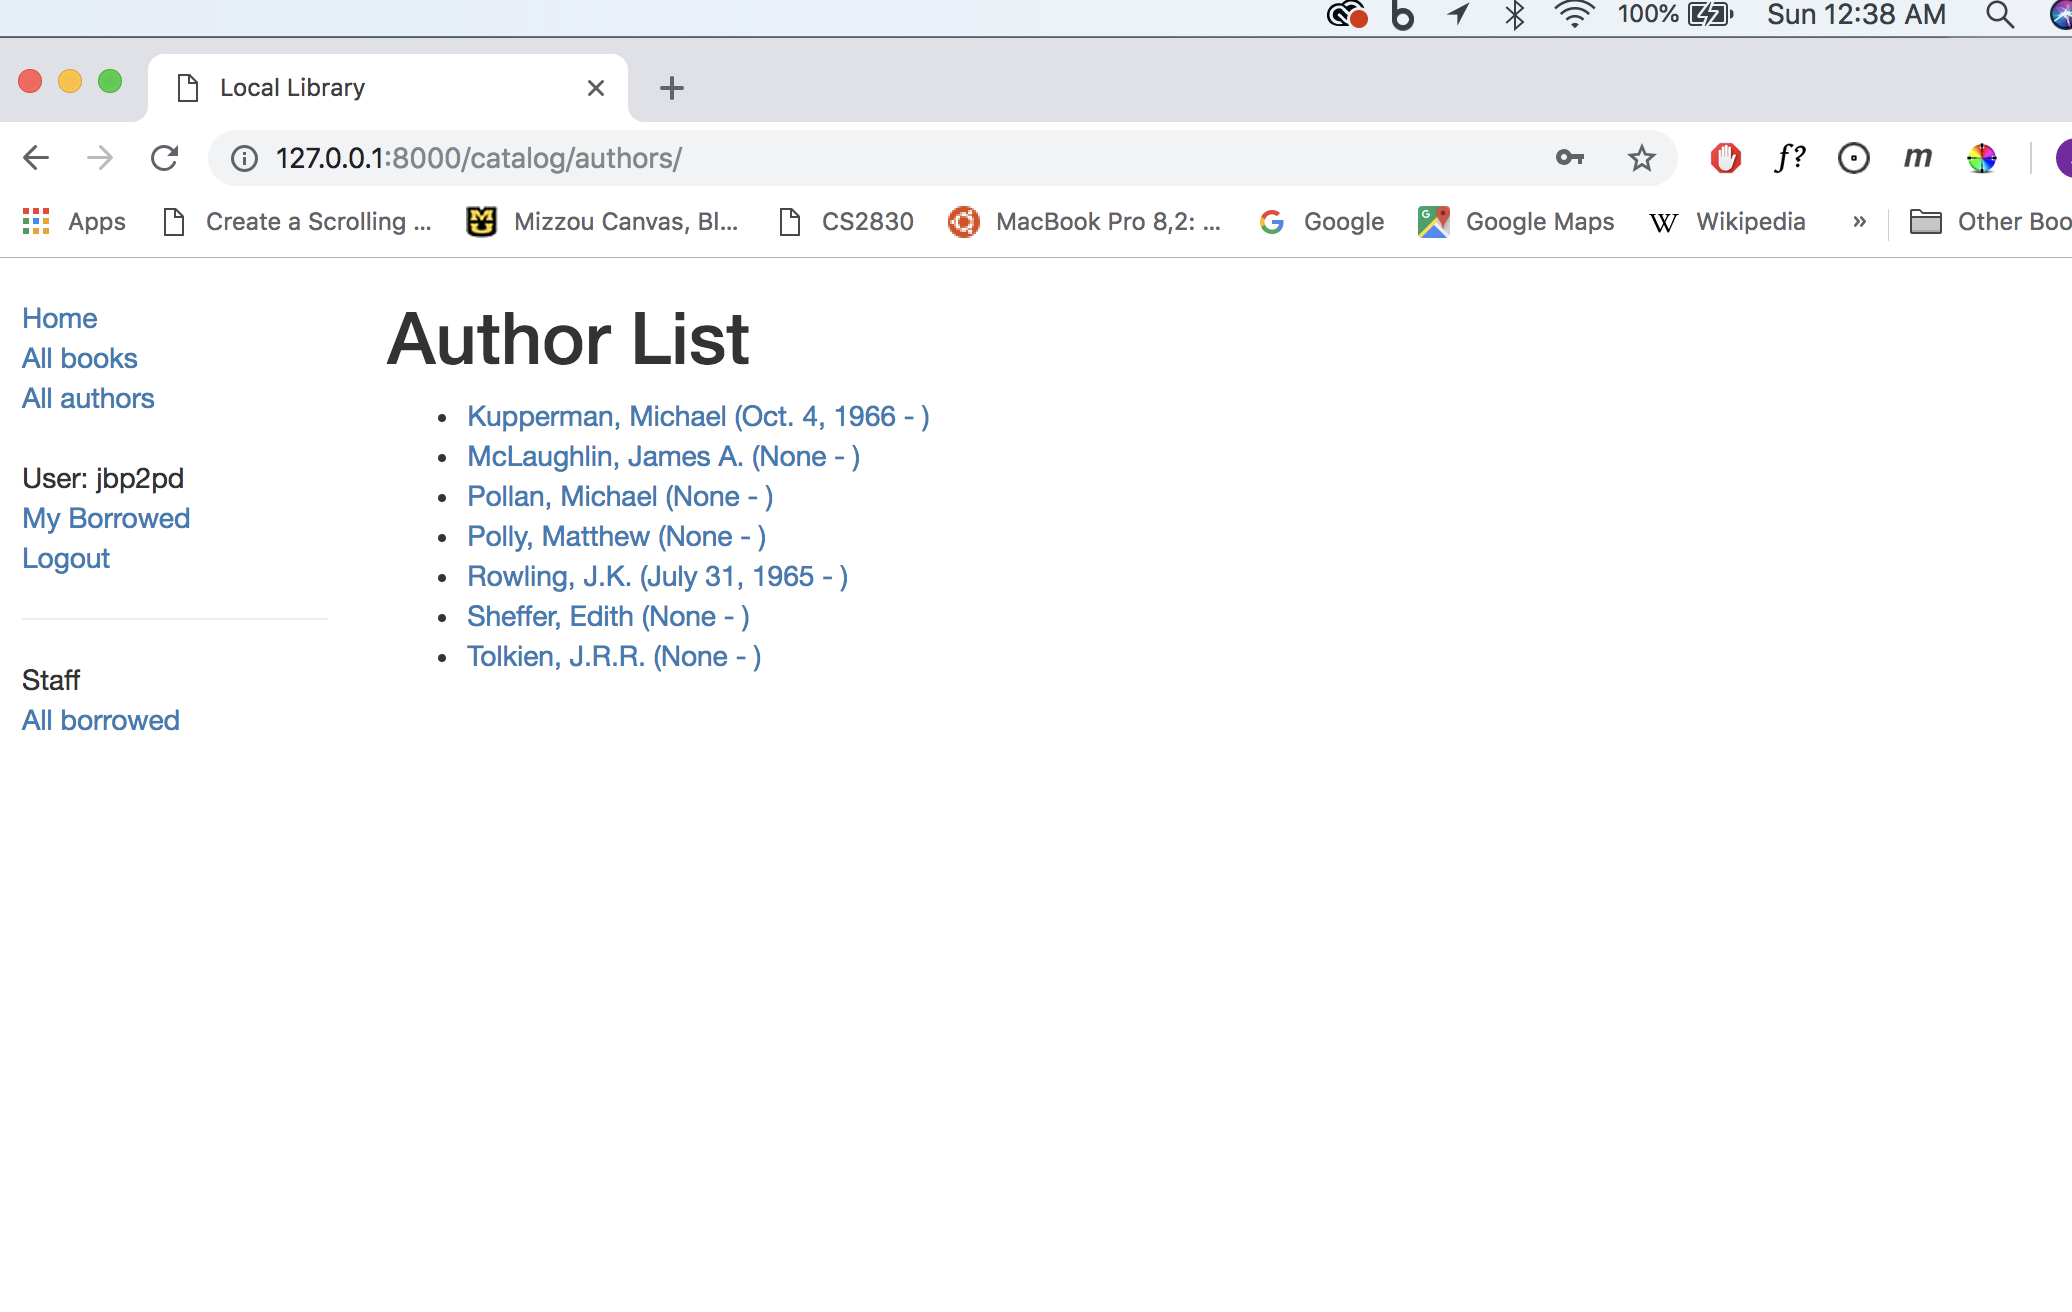 100% Sun 12:38 AM
Local Library
127.0.0.1:8000/catalog/authors/
f? m
Apps Create a Scrolling ... Mizzou Canvas, Bl... CS2830 MacBook Pro 8,2: ... Google Google Maps W Wikipedia » Other Boo
Home
All books
All authors
User: jbp2pd
My Borrowed
Logout
Staff
All borrowed
Author List
• Kupperman, Michael (Oct. 4, 1966 - )
• McLaughlin, James A. (None - )
• Pollan, Michael (None - )
• Polly, Matthew (None - )
• Rowling, J.K. (July 31, 1965 - )
• Sheffer, Edith (None - )
• Tolkien, J.R.R. (None - )